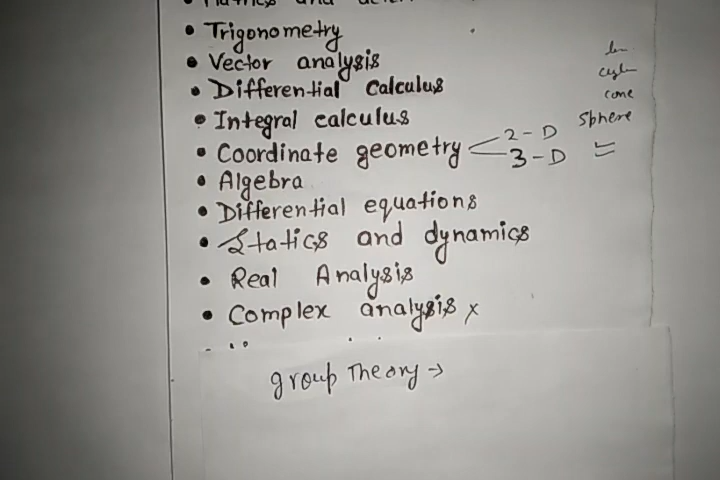 • Trigonometry
• Vector analysis
• Differential Calculus
• Integral calculus
• Coordinate geometry < 2-D
3-D
cone
sphere
• Algebra
• Differential equations
• Statics and dynamics
• Real Analysis
• Complex analysis x
group Theory →